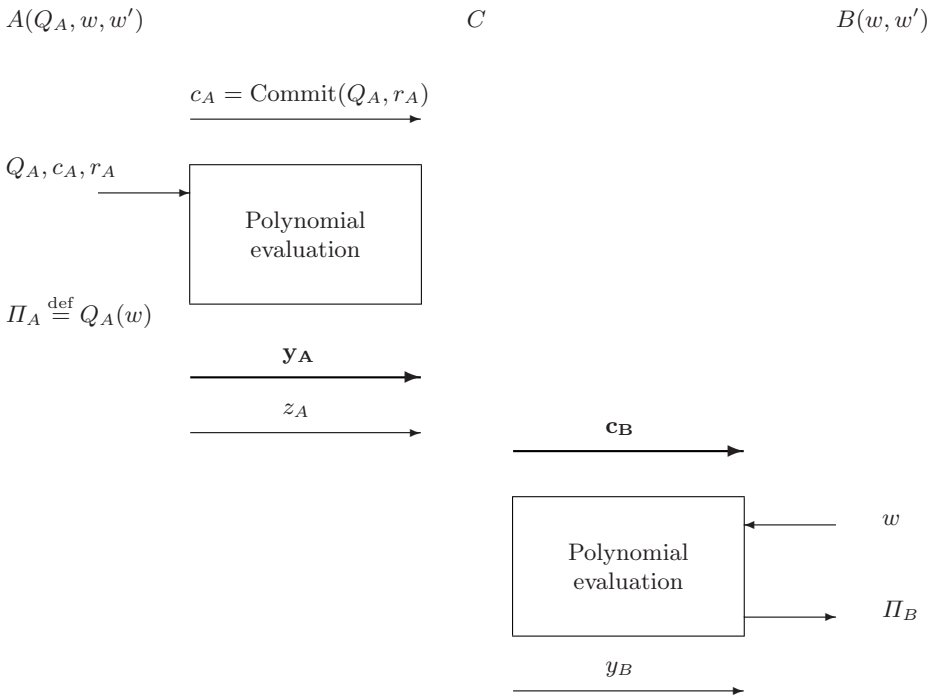 A(Q_A, w, w′) C B(w, w′)
c_A = Commit(Q_A, r_A)
Q_A, c_A, r_A
Polynomial
evaluation
Π_A def= Q_A(w)
y_A
z_A
c_B
w
Polynomial
evaluation
Π_B
y_B